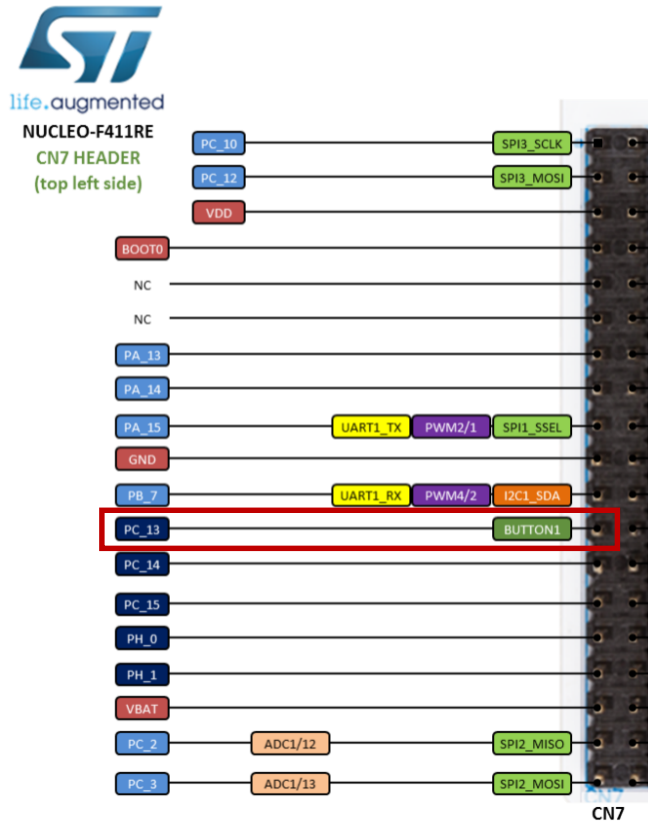 ST
life.augmented
NUCLEO-F411RE
CN7 HEADER
(top left side)
PC_10 SPI3_SCLK
PC_12 SPI3_MOSI
VDD
BOOT0
NC
NC
PA_13
PA_14
PA_15 UART1_TX PWM2/1 SPI1_SSEL
GND
PB_7 UART1_RX PWM4/2 I2C1_SDA
PC_13 BUTTON1
PC_14
PC_15
PH_0
PH_1
VBAT
PC_2 ADC1/12 SPI2_MISO
PC_3 ADC1/13 SPI2_MOSI
CN7
CN7